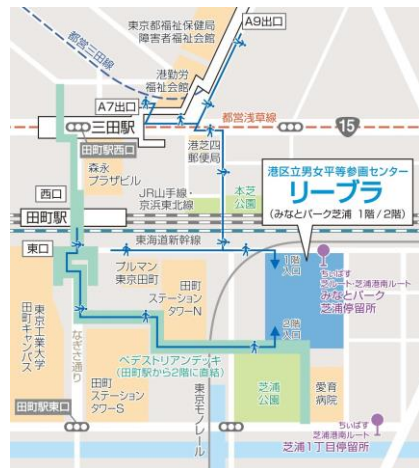 A9出口
東京都福祉保健局
障害者福祉会館
都営三田線
港勤労
福祉会館
A7出口
三田駅
都営浅草線
15
田町駅西口
港芝四
郵便局
森永
プラザビル
港区立男女平等参画センター
リーブラ
(みなとパーク芝浦 1階/2階)
西口
JR山手線・
京浜東北線
本芝
公園
田町駅
東海道新幹線
東口
プルマン
東京田町
1階
入口
ちぃばす
芝ルート・芝浦港南ルート
みなとパーク
芝浦停留所
田町
ステーション
タワーN
東京工業大学
田町キャンパス
なぎさ通り
2階
入口
ペデストリアンデッキ
(田町駅から2階に直結)
田町
ステーション
タワーS
芝浦
公園
愛育
病院
田町駅東口
東京モノレール
ちぃばす
芝浦港南ルート
芝浦1丁目停留所